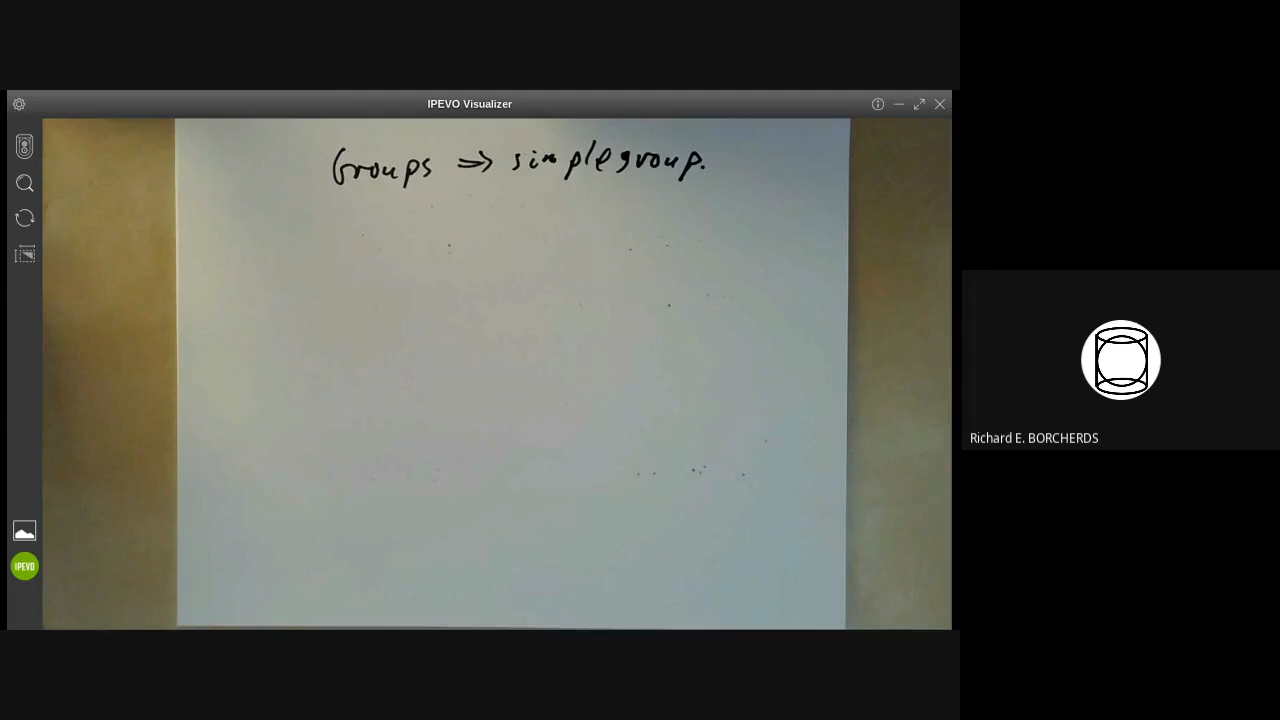 IPEVO Visualizer
Groups ⇒ simple group.
IPEVO
Richard E. BORCHERDS